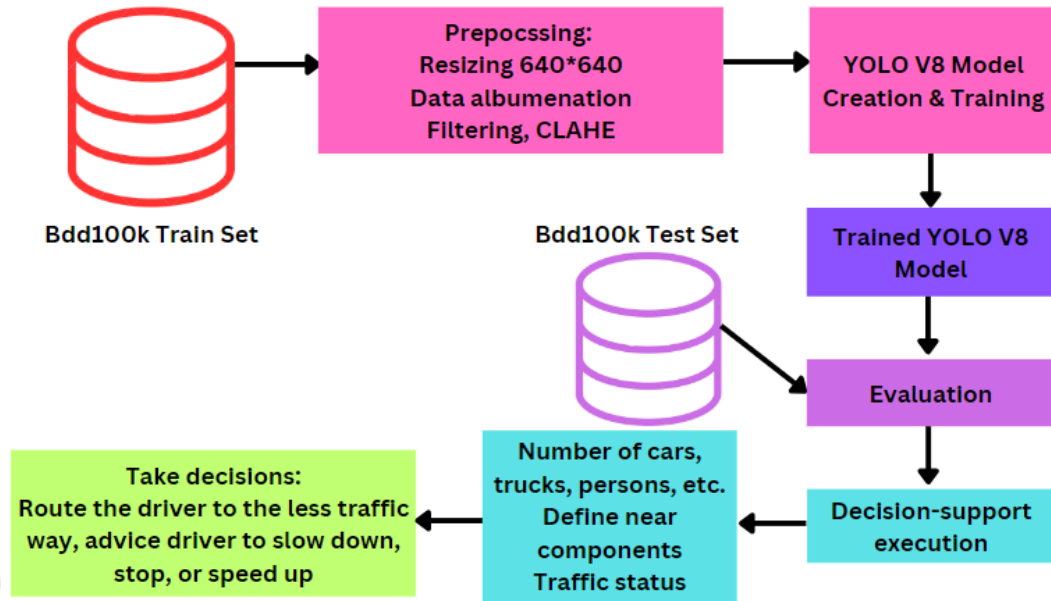 Prepocssing:
Resizing 640*640
Data albumenation
Filtering, CLAHE
YOLO V8 Model
Creation & Training
Bdd100k Train Set
Bdd100k Test Set
Trained YOLO V8
Model
Evaluation
Decision-support
execution
Number of cars,
trucks, persons, etc.
Define near
components
Traffic status
Take decisions:
Route the driver to the less traffic
way, advice driver to slow down,
stop, or speed up